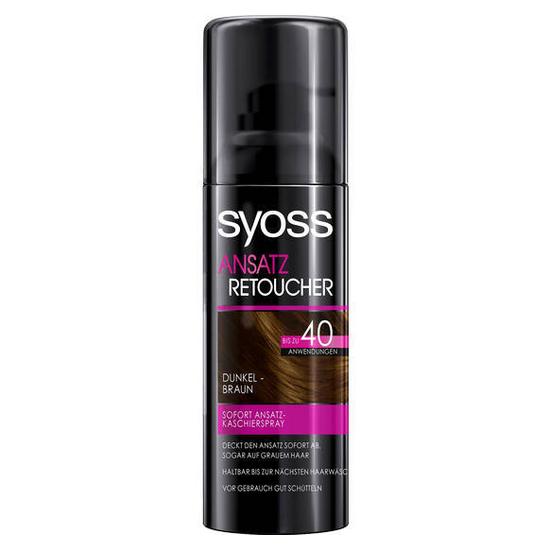 syoss
ANSATZ
RETOUCHER
BIS ZU 40
ANWENDUNGEN
DUNKEL -
BRAUN
SOFORT ANSATZ-
KASCHIERSPRAY
DECKT DEN ANSATZ SOFORT AB,
SOGAR AUF GRAUEM HAAR
HALTBAR BIS ZUR NÄCHSTEN HAARWÄSC
VOR GEBRAUCH GUT SCHÜTTELN